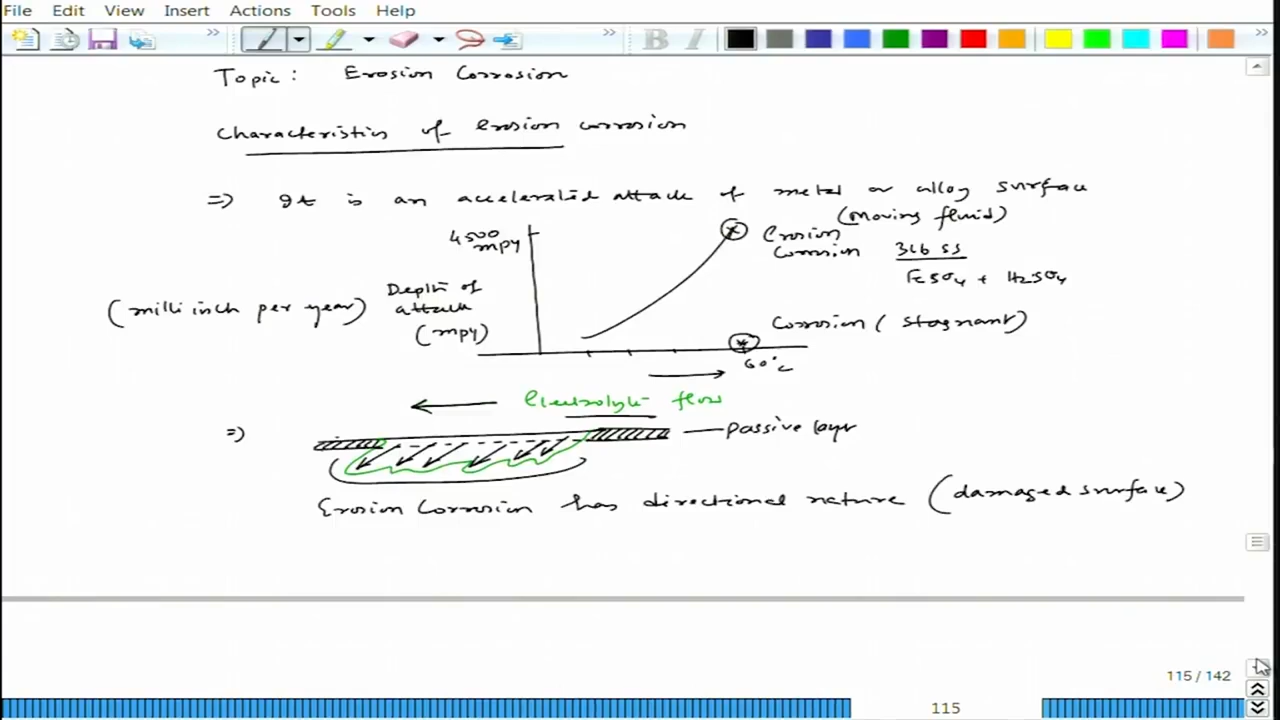 File Edit View Insert Actions Tools Help
B I
Topic: Erosion Corrosion
Characteristics of erosion corrosion
=> It is an accelerated attack of metal or alloy surface
(Moving fluid)
4500 mpy
Erosion Corrosion
316 SS
FeSO4 + H2SO4
Depth of attack (mpy)
(milli inch per year)
Corrosion (stagnant)
60°C
Electrolyte flow
=>
Passive layer
Erosion Corrosion has directional nature (damaged surface)
115 / 142
115